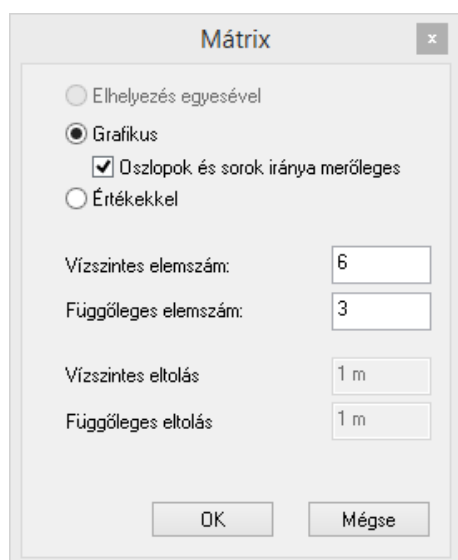 Mátrix
x
Elhelyezés egyesével
Grafikus
Oszlopok és sorok iránya merőleges
Értékekkel
Vízszintes elemszám: 6
Függőleges elemszám: 3
Vízszintes eltolás 1 m
Függőleges eltolás 1 m
OK Mégse